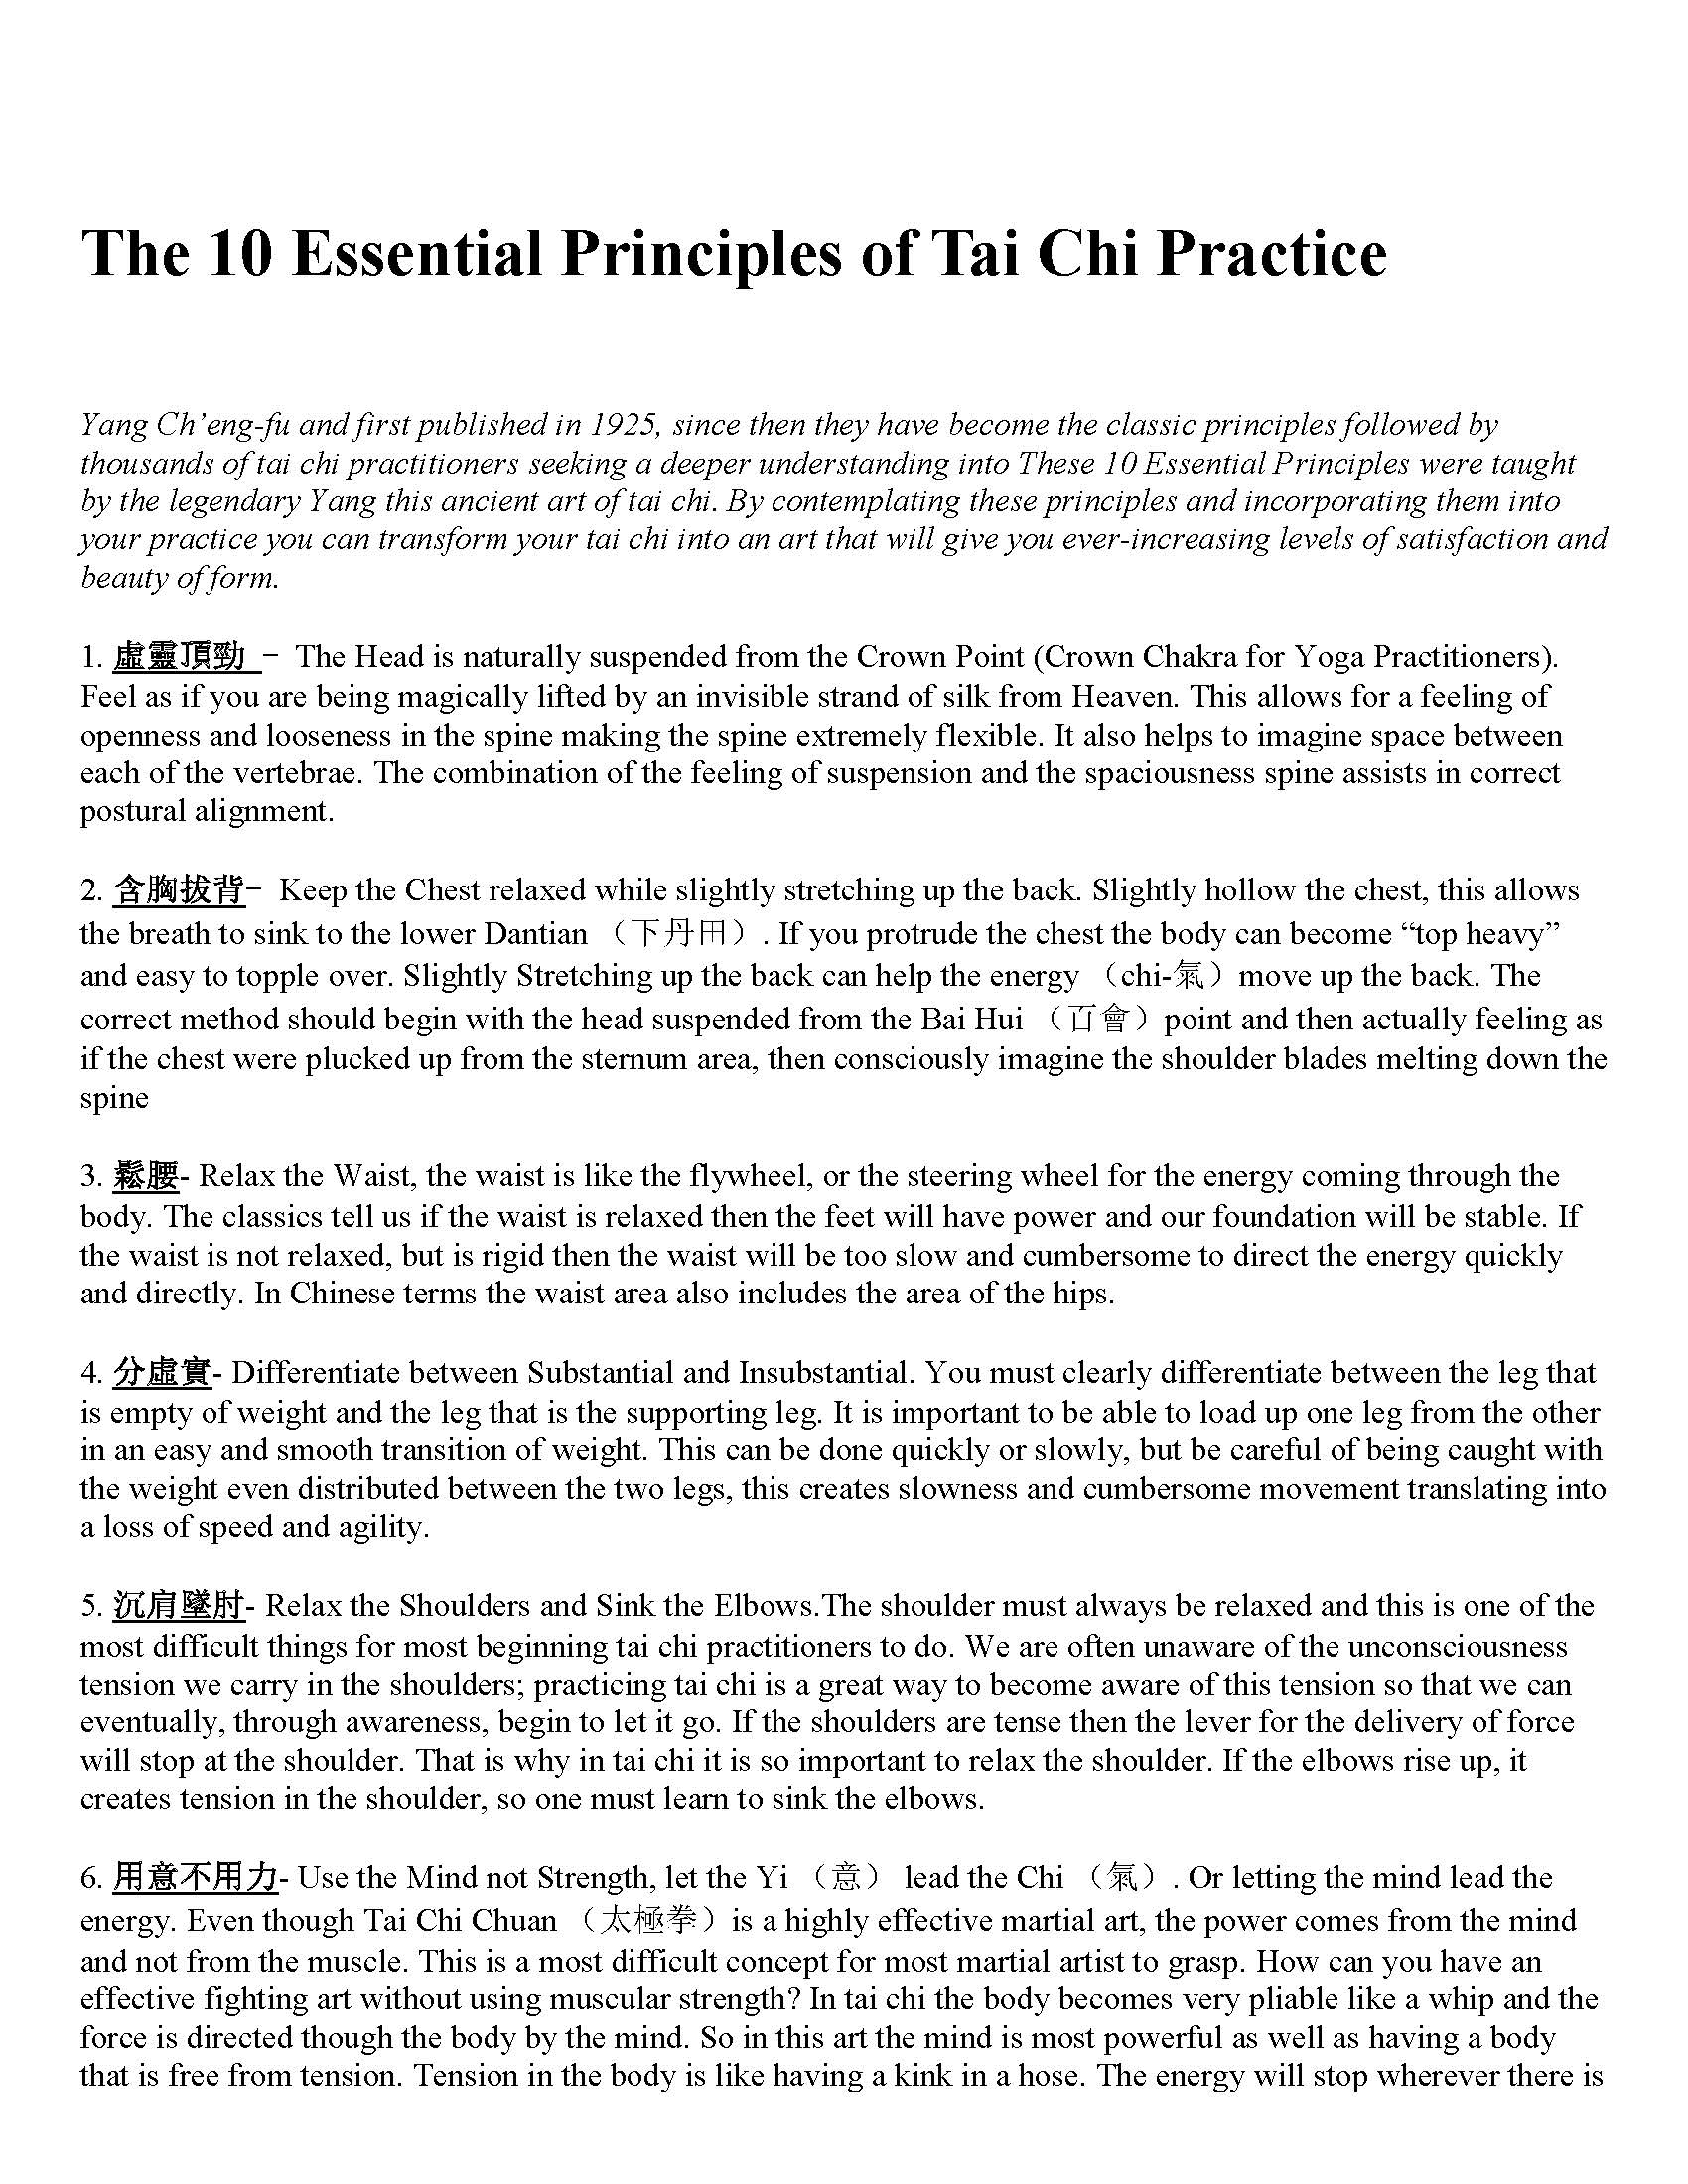 The 10 Essential Principles of Tai Chi Practice
Yang Ch’eng-fu and first published in 1925, since then they have become the classic principles followed by
thousands of tai chi practitioners seeking a deeper understanding into These 10 Essential Principles were taught
by the legendary Yang this ancient art of tai chi. By contemplating these principles and incorporating them into
your practice you can transform your tai chi into an art that will give you ever-increasing levels of satisfaction and
beauty of form.
1. 虛靈頂勁 – The Head is naturally suspended from the Crown Point (Crown Chakra for Yoga Practitioners).
Feel as if you are being magically lifted by an invisible strand of silk from Heaven. This allows for a feeling of
openness and looseness in the spine making the spine extremely flexible. It also helps to imagine space between
each of the vertebrae. The combination of the feeling of suspension and the spaciousness spine assists in correct
postural alignment.
2. 含胸拔背– Keep the Chest relaxed while slightly stretching up the back. Slightly hollow the chest, this allows
the breath to sink to the lower Dantian （下丹田）. If you protrude the chest the body can become “top heavy”
and easy to topple over. Slightly Stretching up the back can help the energy （chi-氣）move up the back. The
correct method should begin with the head suspended from the Bai Hui （百會）point and then actually feeling as
if the chest were plucked up from the sternum area, then consciously imagine the shoulder blades melting down the
spine
3. 鬆腰- Relax the Waist, the waist is like the flywheel, or the steering wheel for the energy coming through the
body. The classics tell us if the waist is relaxed then the feet will have power and our foundation will be stable. If
the waist is not relaxed, but is rigid then the waist will be too slow and cumbersome to direct the energy quickly
and directly. In Chinese terms the waist area also includes the area of the hips.
4. 分虛實- Differentiate between Substantial and Insubstantial. You must clearly differentiate between the leg that
is empty of weight and the leg that is the supporting leg. It is important to be able to load up one leg from the other
in an easy and smooth transition of weight. This can be done quickly or slowly, but be careful of being caught with
the weight even distributed between the two legs, this creates slowness and cumbersome movement translating into
a loss of speed and agility.
5. 沉肩墜肘- Relax the Shoulders and Sink the Elbows.The shoulder must always be relaxed and this is one of the
most difficult things for most beginning tai chi practitioners to do. We are often unaware of the unconsciousness
tension we carry in the shoulders; practicing tai chi is a great way to become aware of this tension so that we can
eventually, through awareness, begin to let it go. If the shoulders are tense then the lever for the delivery of force
will stop at the shoulder. That is why in tai chi it is so important to relax the shoulder. If the elbows rise up, it
creates tension in the shoulder, so one must learn to sink the elbows.
6. 用意不用力- Use the Mind not Strength, let the Yi （意） lead the Chi （氣）. Or letting the mind lead the
energy. Even though Tai Chi Chuan （太極拳）is a highly effective martial art, the power comes from the mind
and not from the muscle. This is a most difficult concept for most martial artist to grasp. How can you have an
effective fighting art without using muscular strength? In tai chi the body becomes very pliable like a whip and the
force is directed though the body by the mind. So in this art the mind is most powerful as well as having a body
that is free from tension. Tension in the body is like having a kink in a hose. The energy will stop wherever there is